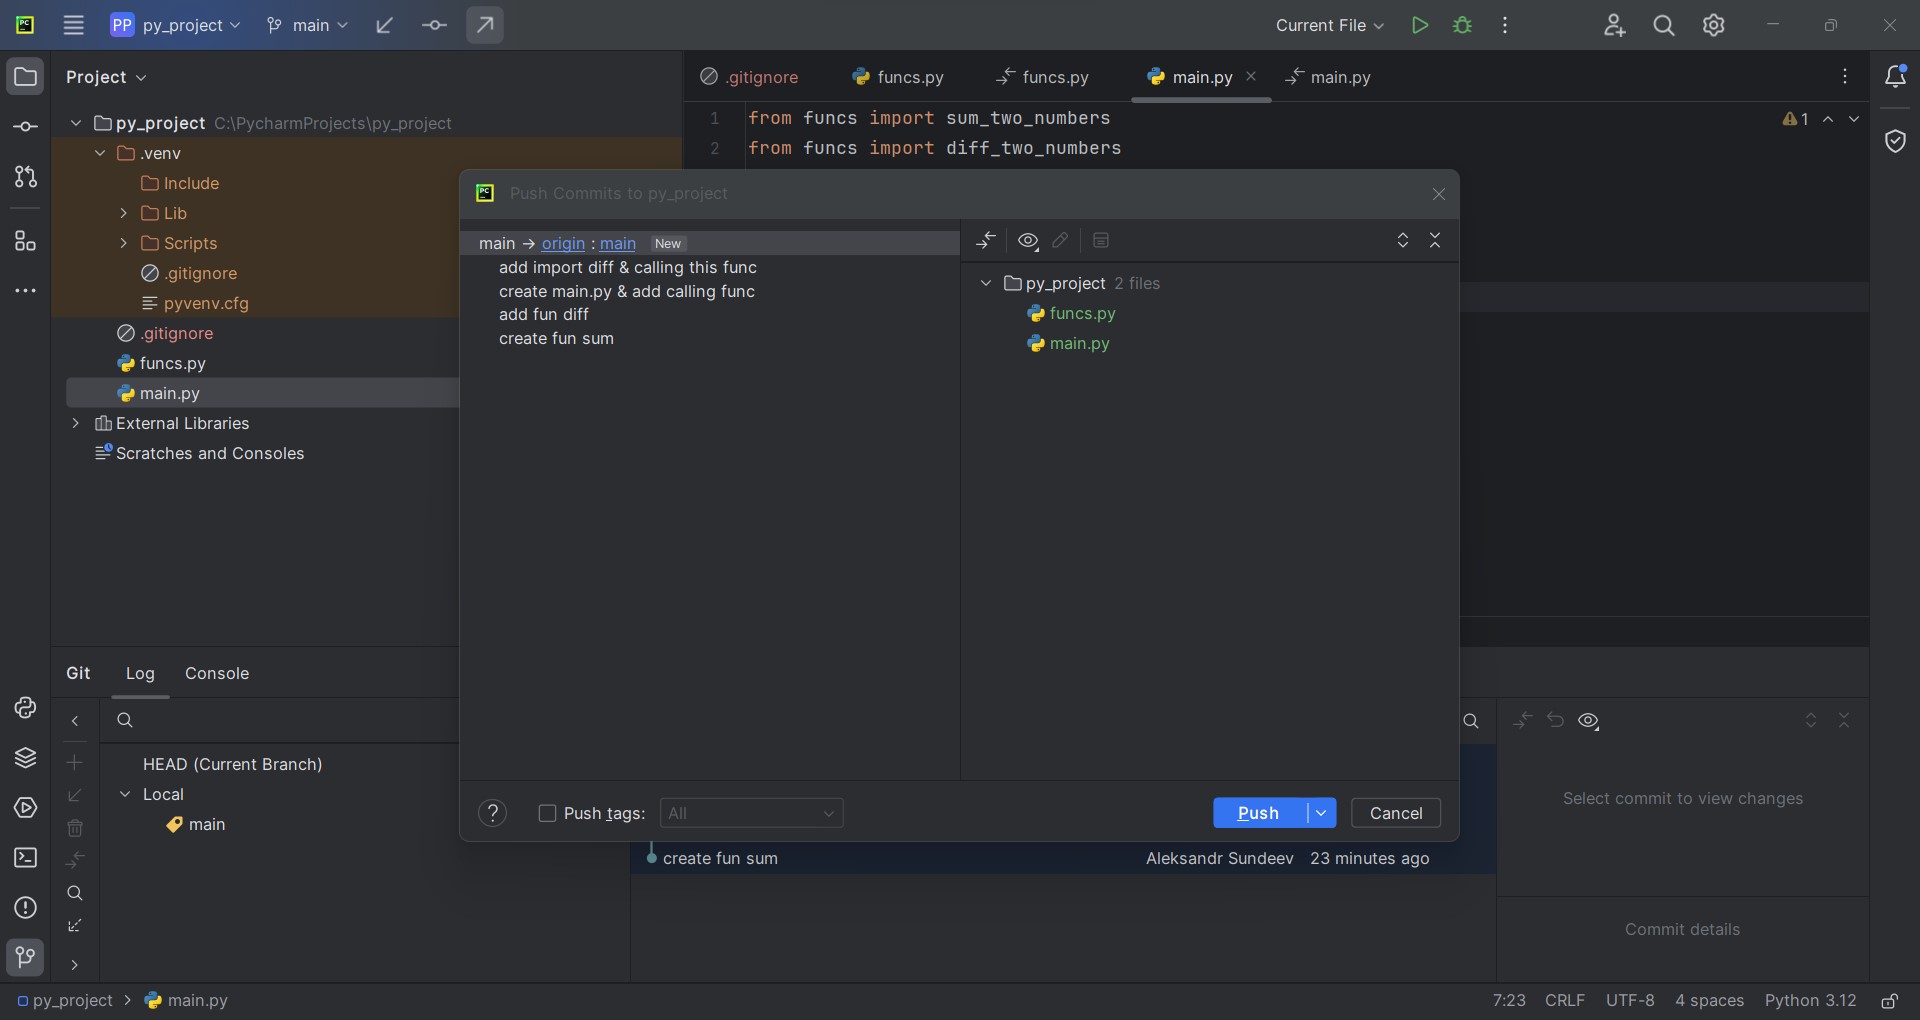 PC PP py_project main Current File
Project
.gitignore funcs.py funcs.py main.py main.py
py_project C:\PycharmProjects\py_project
.venv
Include
Lib
Scripts
.gitignore
pyvenv.cfg
.gitignore
funcs.py
main.py
External Libraries
Scratches and Consoles
1 from funcs import sum_two_numbers
2 from funcs import diff_two_numbers
1
PC Push Commits to py_project
main → origin : main New
add import diff & calling this func
create main.py & add calling func
add fun diff
create fun sum
py_project 2 files
funcs.py
main.py
? Push tags: All Push Cancel
Git Log Console
HEAD (Current Branch)
Local
main
create fun sum Aleksandr Sundeev 23 minutes ago
Select commit to view changes
Commit details
py_project > main.py 7:23 CRLF UTF-8 4 spaces Python 3.12